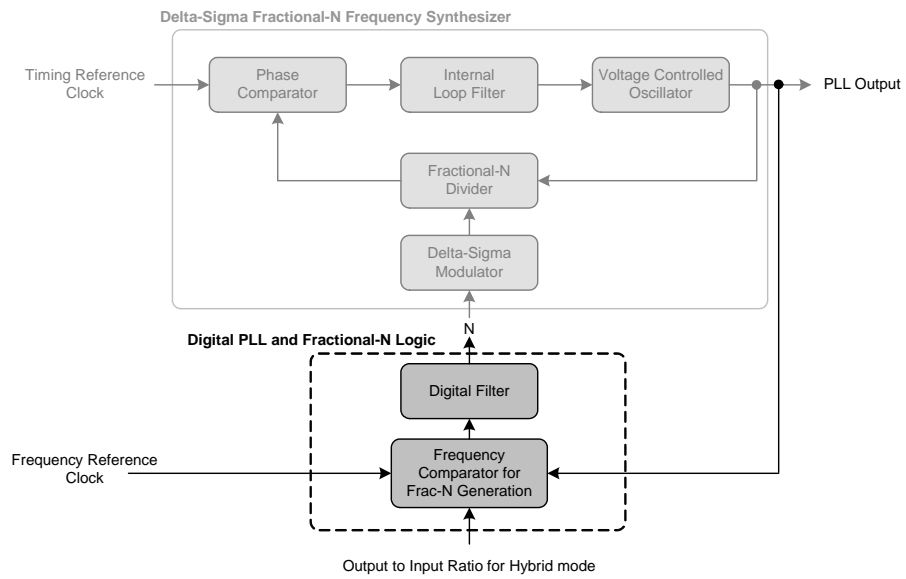 Delta-Sigma Fractional-N Frequency Synthesizer
Timing Reference
Clock
Phase
Comparator
Internal
Loop Filter
Voltage Controlled
Oscillator
PLL Output
Fractional-N
Divider
Delta-Sigma
Modulator
N
Digital PLL and Fractional-N Logic
Digital Filter
Frequency Reference
Clock
Frequency
Comparator for
Frac-N Generation
Output to Input Ratio for Hybrid mode